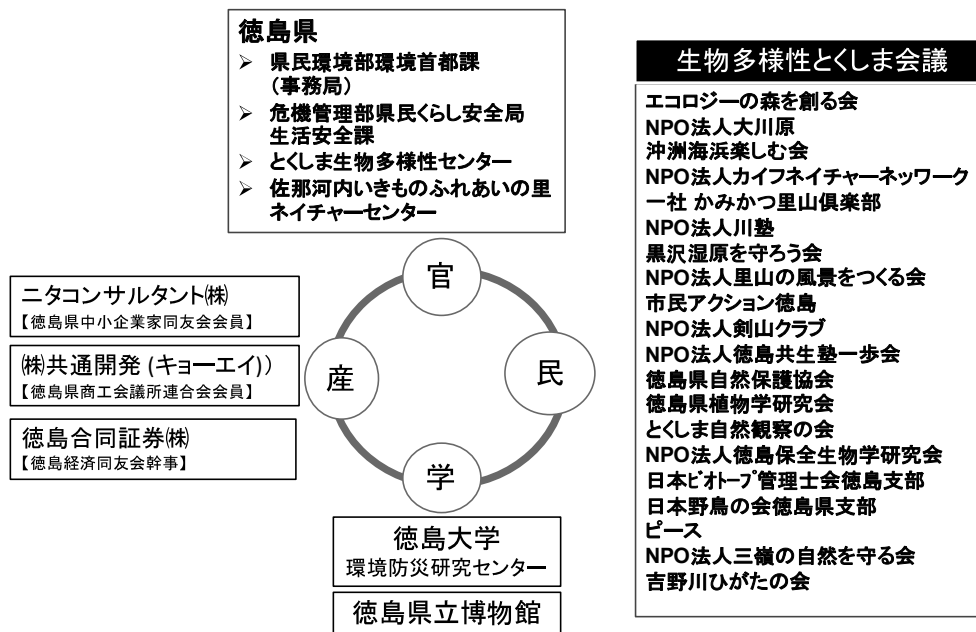 徳島県
➢ 県民環境部環境首都課
（事務局）
➢ 危機管理部県民くらし安全局
生活安全課
➢ とくしま生物多様性センター
➢ 佐那河内いきものふれあいの里
ネイチャーセンター
官
産
民
学
ニタコンサルタント㈱
【徳島県中小企業家同友会会員】
㈱共通開発 (キョーエイ)）
【徳島県商工会議所連合会会員】
徳島合同証券㈱
【徳島経済同友会幹事】
徳島大学
環境防災研究センター
徳島県立博物館
生物多様性とくしま会議
エコロジーの森を創る会
NPO法人大川原
沖洲海浜楽しむ会
NPO法人カイフネイチャーネッワーク
一社 かみかつ里山倶楽部
NPO法人川塾
黒沢湿原を守ろう会
NPO法人里山の風景をつくる会
市民アクション徳島
NPO法人剣山クラブ
NPO法人徳島共生塾一歩会
徳島県自然保護協会
徳島県植物学研究会
とくしま自然観察の会
NPO法人徳島保全生物学研究会
日本ﾋﾞｵﾄｰﾌﾟ管理士会徳島支部
日本野鳥の会徳島県支部
ピース
NPO法人三嶺の自然を守る会
吉野川ひがたの会